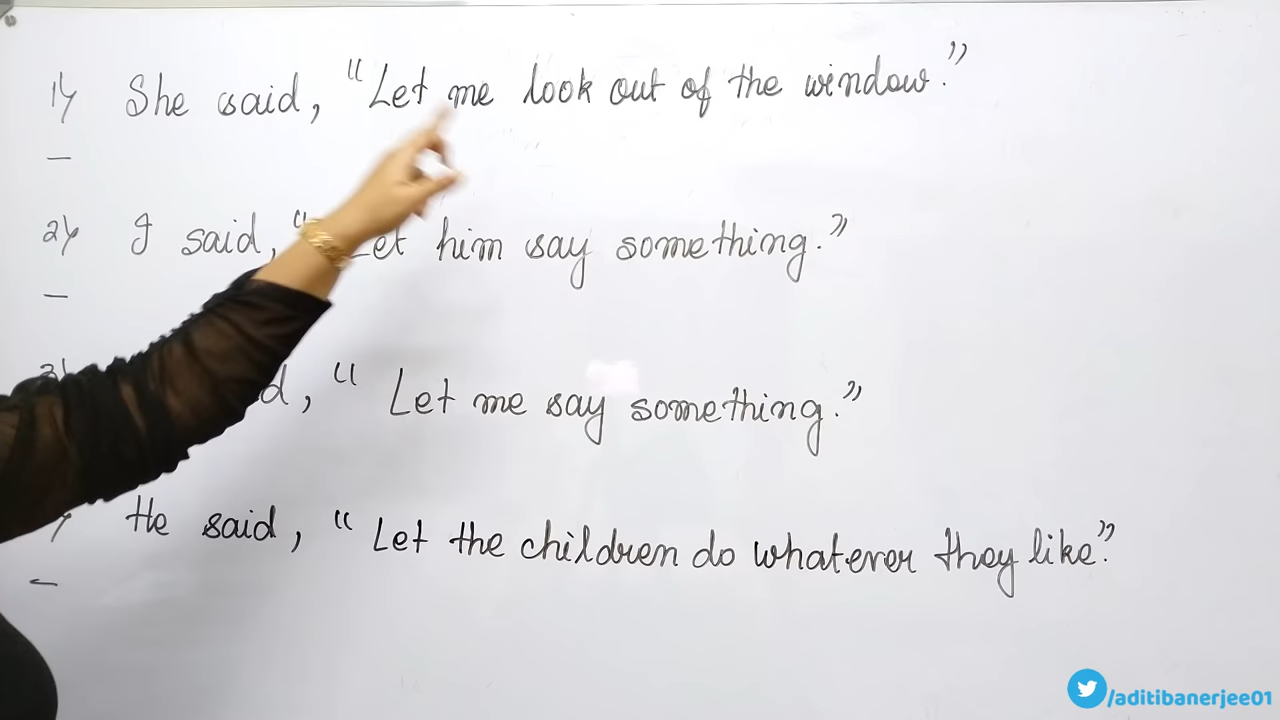 1) She said, "Let me look out of the window."
2) I said, "Let him say something."
d, " Let me say something."
He said, " Let the children do whatever they like".
/aditibanerjee01